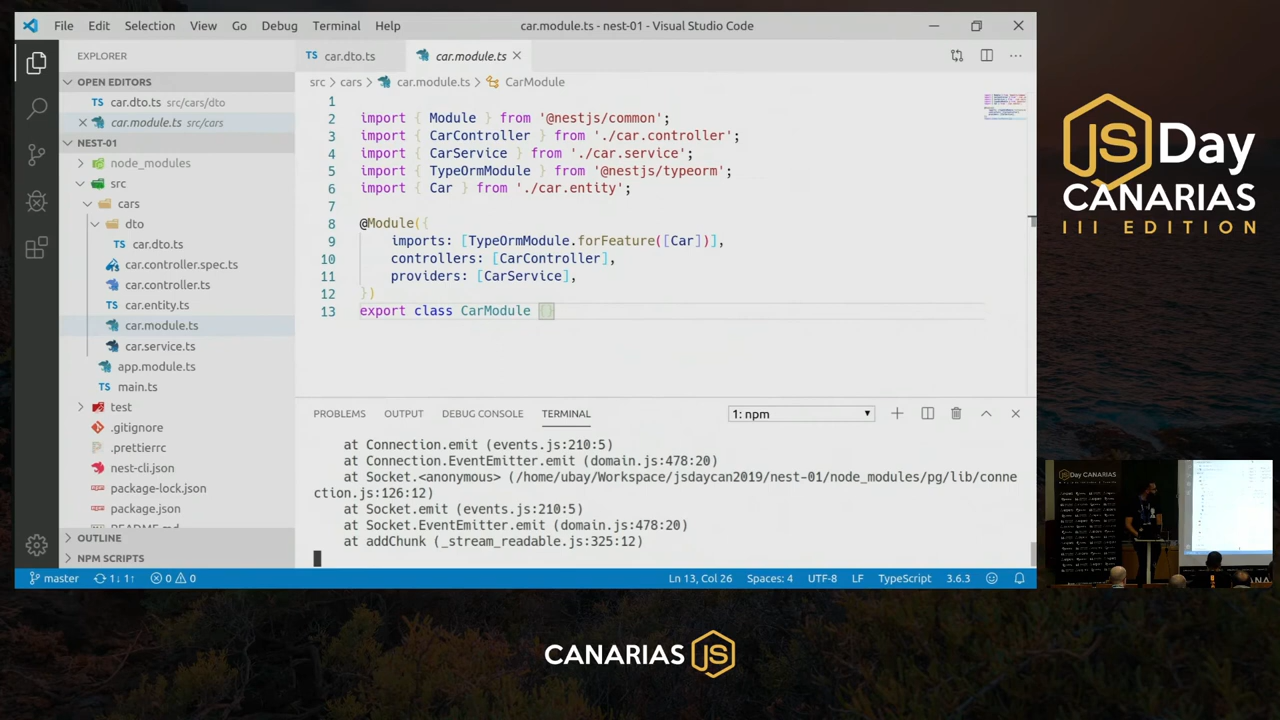 File Edit Selection View Go Debug Terminal Help
car.module.ts - nest-01 - Visual Studio Code
EXPLORER
OPEN EDITORS
car.dto.ts src/cars/dto
car.module.ts src/cars
NEST-01
node_modules
src
cars
dto
car.dto.ts
car.controller.spec.ts
car.controller.ts
car.entity.ts
car.module.ts
car.service.ts
app.module.ts
TS main.ts
test
.gitignore
.prettierrc
nest-cli.json
package-lock.json
package.json
README.md
OUTLINE
NPM SCRIPTS
TS car.dto.ts car.module.ts
src > cars > car.module.ts > CarModule
1
2 import { Module } from '@nestjs/common';
3 import { CarController } from './car.controller';
4 import { CarService } from './car.service';
5 import { TypeOrmModule } from '@nestjs/typeorm';
6 import { Car } from './car.entity';
7
8 @Module({
9 imports: [TypeOrmModule.forFeature([Car])],
10 controllers: [CarController],
11 providers: [CarService],
12 })
13 export class CarModule {}
PROBLEMS OUTPUT DEBUG CONSOLE TERMINAL 1: npm
at Connection.emit (events.js:210:5)
at Connection.EventEmitter.emit (domain.js:478:20)
at Socket.<anonymous> (/home/ubay/Workspace/jsdaycan2019/nest-01/node_modules/pg/lib/conne
ction.js:126:12)
at Socket.emit (events.js:210:5)
at Socket.EventEmitter.emit (domain.js:478:20)
at addChunk (_stream_readable.js:325:12)
master 1↓ 1↑ 0 0 Ln 13, Col 26 Spaces: 4 UTF-8 LF TypeScript 3.6.3
JS Day
CANARIAS
III EDITION
JSDay CANARIAS
CANARIAS JS